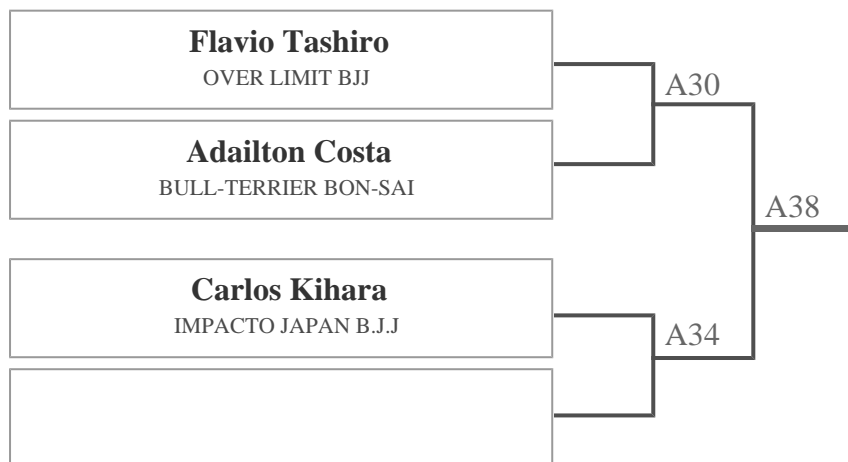 Flavio Tashiro
OVER LIMIT BJJ
A30
Adailton Costa
BULL-TERRIER BON-SAI
A38
Carlos Kihara
IMPACTO JAPAN B.J.J
A34